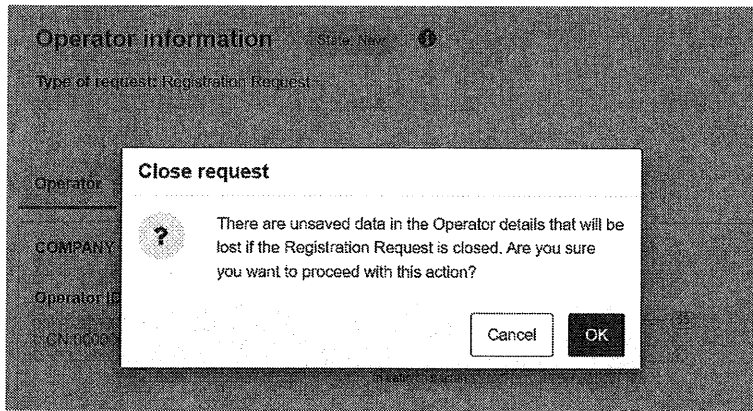 Operator information State: New
Type of request: Registration Request
Operator
Close request
There are unsaved data in the Operator details that will be
lost if the Registration Request is closed. Are you sure
you want to proceed with this action?
COMPANY
Operator ID
Cancel OK